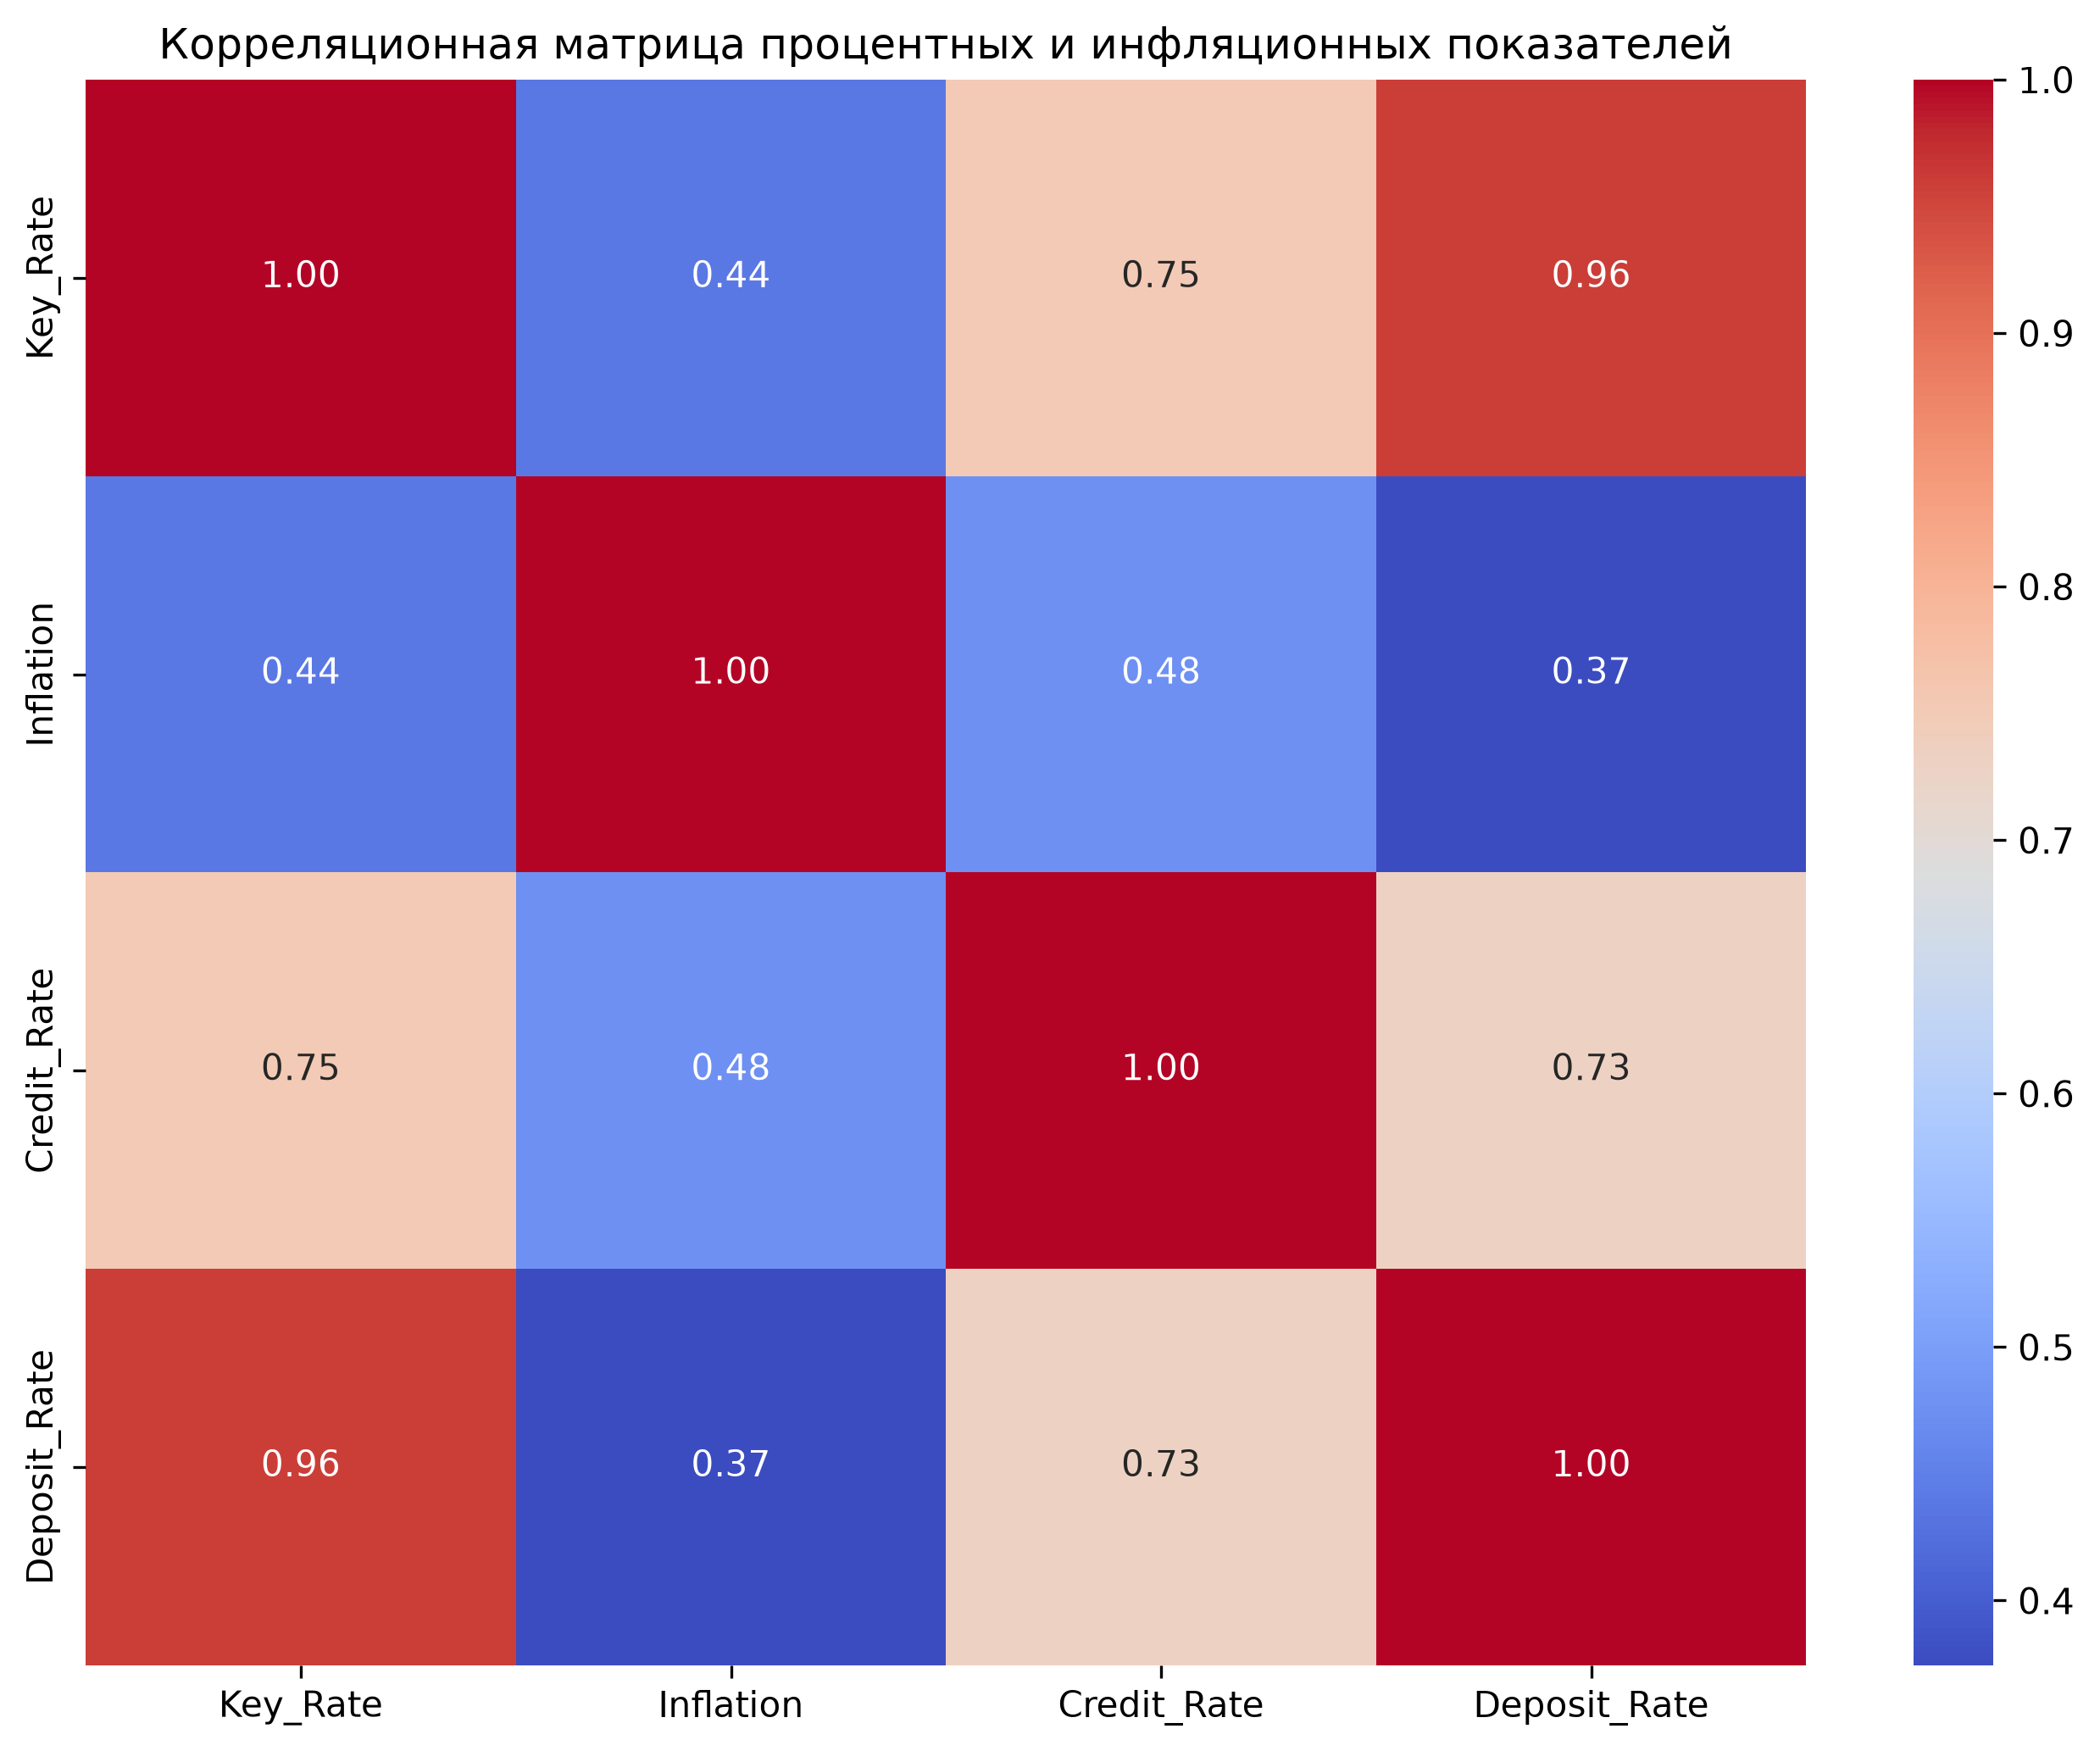 Корреляционная матрица процентных и инфляционных показателей
Key_Rate
1.00 0.44 0.75 0.96
Inflation
0.44 1.00 0.48 0.37
Credit_Rate
0.75 0.48 1.00 0.73
Deposit_Rate
0.96 0.37 0.73 1.00
Key_Rate Inflation Credit_Rate Deposit_Rate
1.0
0.9
0.8
0.7
0.6
0.5
0.4